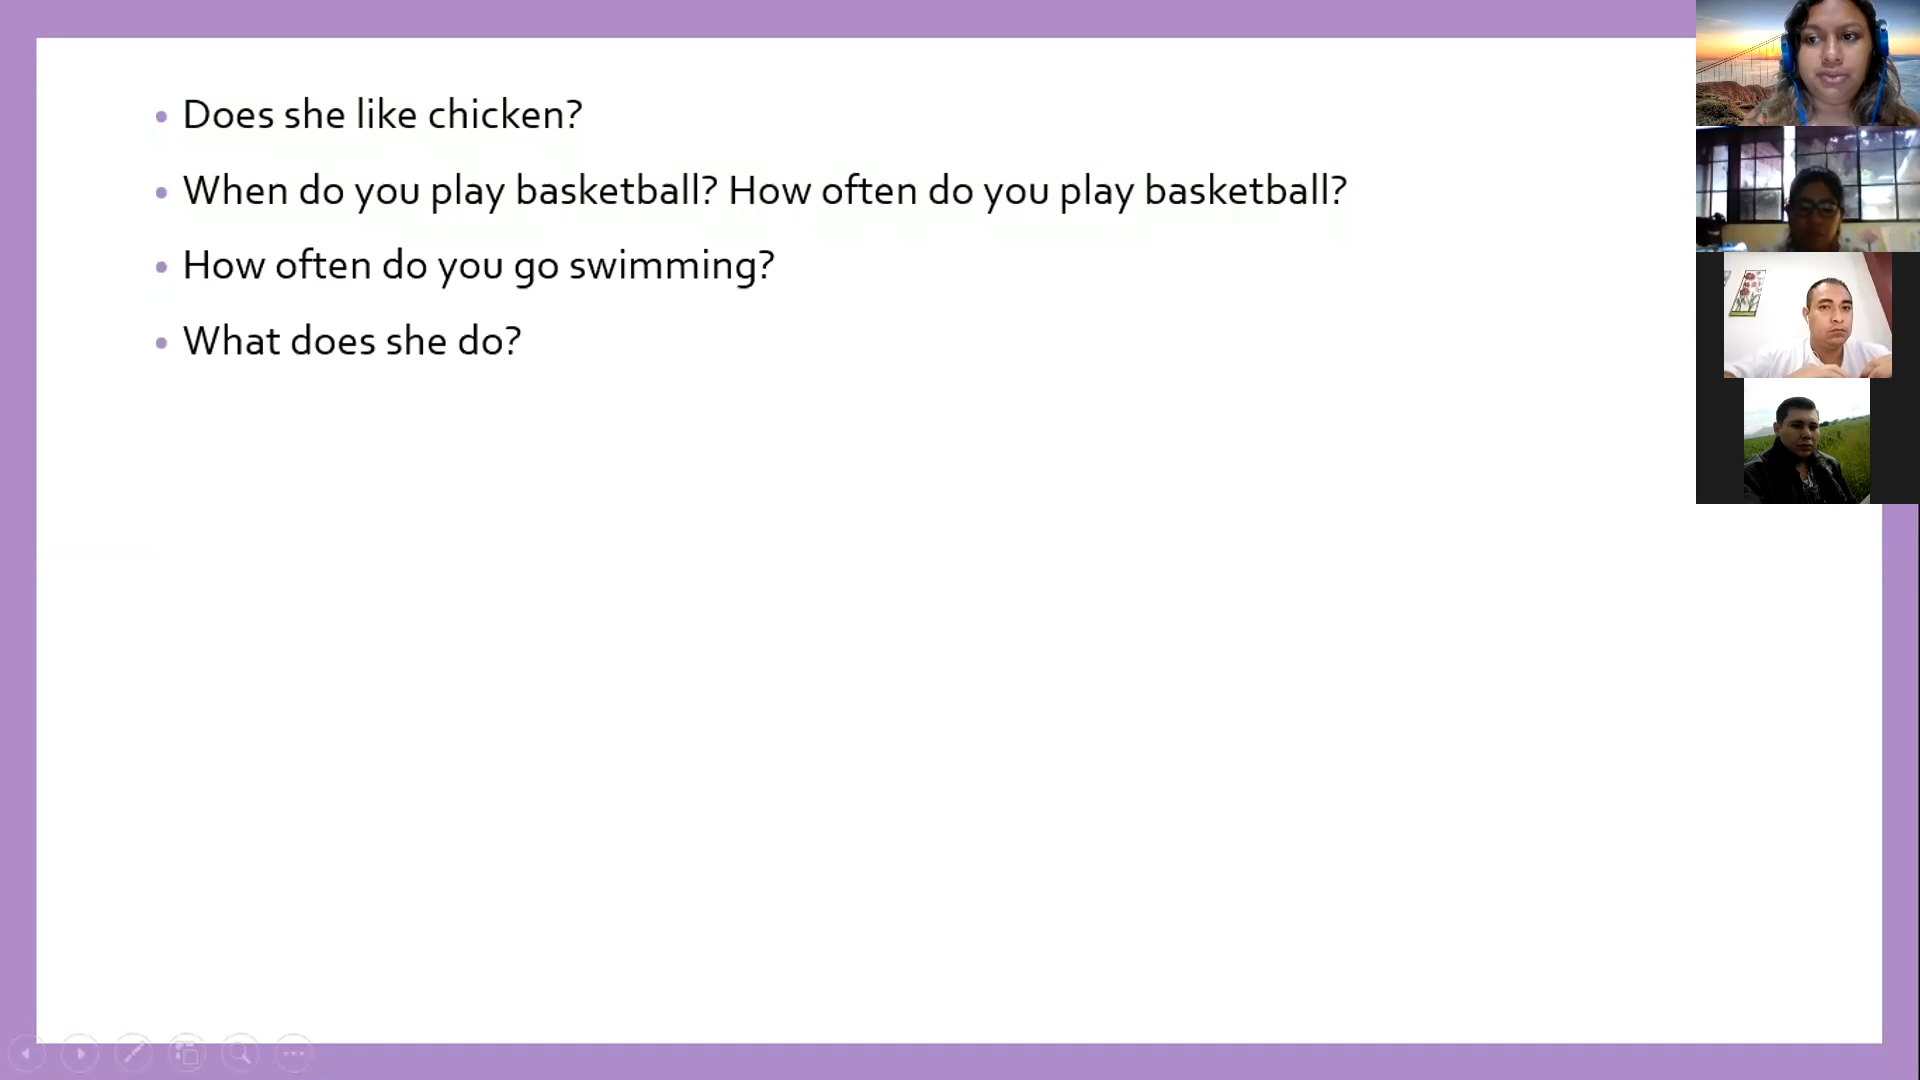 Does she like chicken?
When do you play basketball? How often do you play basketball?
How often do you go swimming?
What does she do?